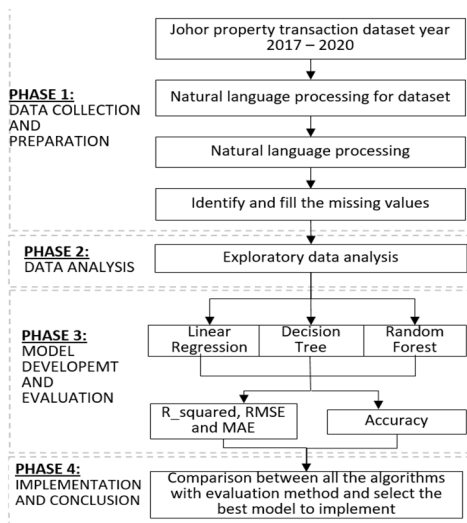 Johor property transaction dataset year
2017 – 2020
PHASE 1:
DATA COLLECTION
AND
PREPARATION
Natural language processing for dataset
Natural language processing
Identify and fill the missing values
PHASE 2:
DATA ANALYSIS
Exploratory data analysis
PHASE 3:
MODEL
DEVELOPEMT
AND
EVALUATION
Linear
Regression
Decision
Tree
Random
Forest
R_squared, RMSE
and MAE
Accuracy
PHASE 4:
IMPLEMENTATION
AND CONCLUSION
Comparison between all the algorithms
with evaluation method and select the
best model to implement